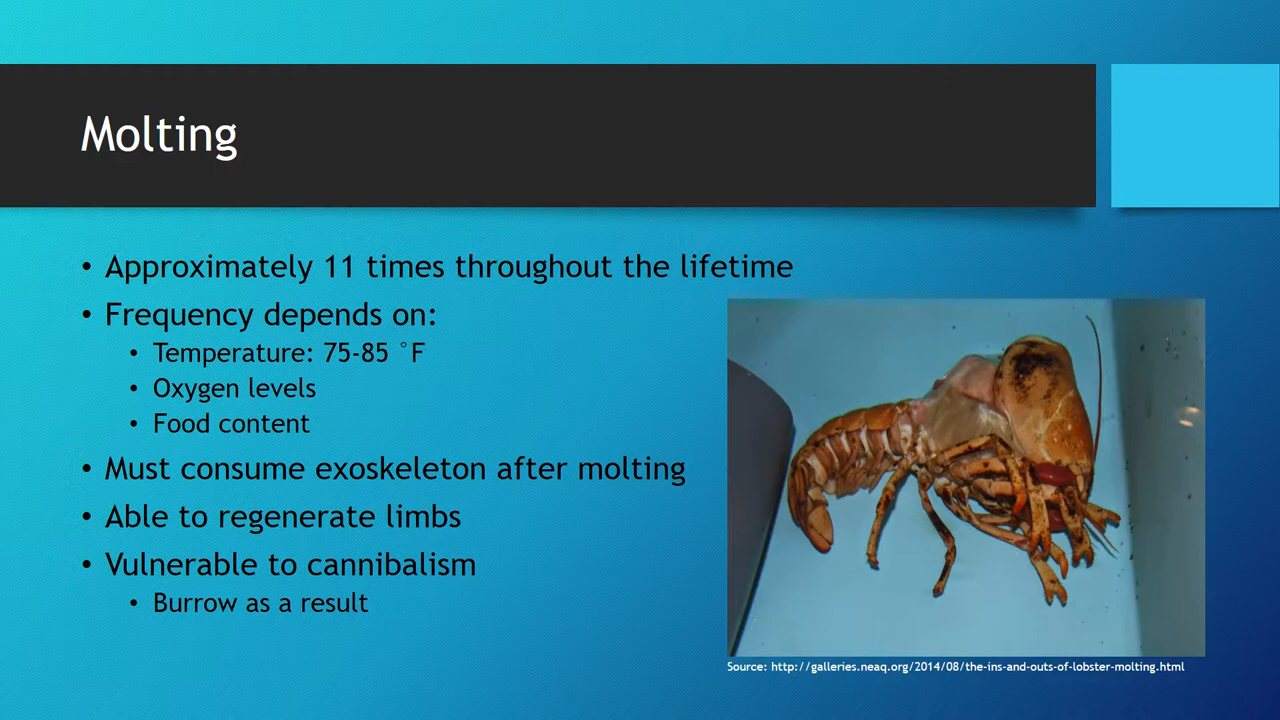 Molting
• Approximately 11 times throughout the lifetime
• Frequency depends on:
• Temperature: 75-85 °F
• Oxygen levels
• Food content
• Must consume exoskeleton after molting
• Able to regenerate limbs
• Vulnerable to cannibalism
• Burrow as a result
Source: http://galleries.neaq.org/2014/08/the-ins-and-outs-of-lobster-molting.html